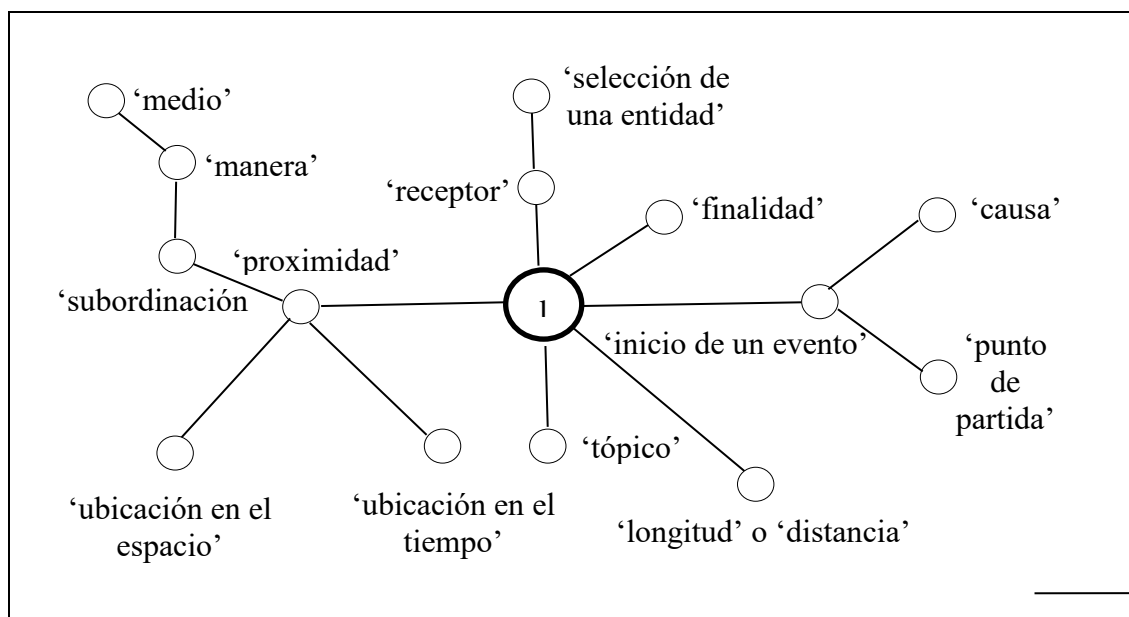 ‘selección de
una entidad’
‘medio’
‘manera’
‘receptor’
‘finalidad’
‘causa’
‘proximidad’
‘subordinación
1
‘inicio de un evento’
‘punto
de
partida’
‘tópico’
‘ubicación en el
espacio’
‘ubicación en el
tiempo’
‘longitud’ o ‘distancia’